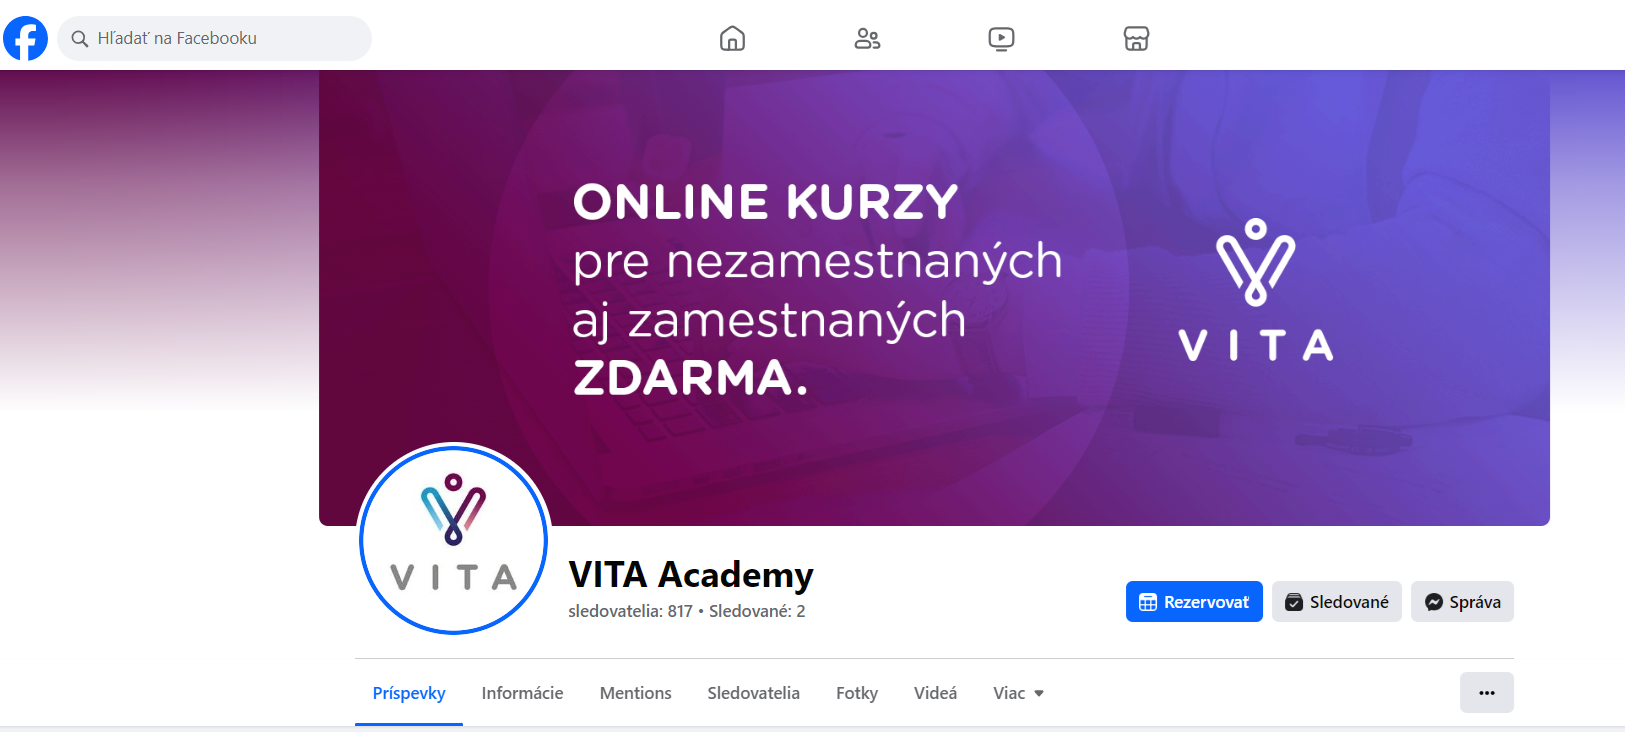 Hľadať na Facebooku
ONLINE KURZY
pre nezamestnaných
aj zamestnaných
ZDARMA.
VITA
VITA
VITA Academy
sledovatelia: 817 • Sledované: 2
Rezervovať
Sledované
Správa
Príspevky Informácie Mentions Sledovatelia Fotky Videá Viac